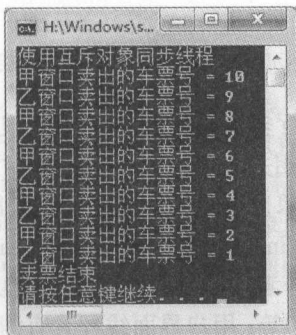 H:\Windows\s...
使用互斥对象同步线程
甲窗口卖出的车票号 = 10
乙窗口卖出的车票号 = 9
甲窗口卖出的车票号 = 8
乙窗口卖出的车票号 = 7
甲窗口卖出的车票号 = 6
乙窗口卖出的车票号 = 5
甲窗口卖出的车票号 = 4
乙窗口卖出的车票号 = 3
甲窗口卖出的车票号 = 2
乙窗口卖出的车票号 = 1
卖票结束
请按任意键继续. . .